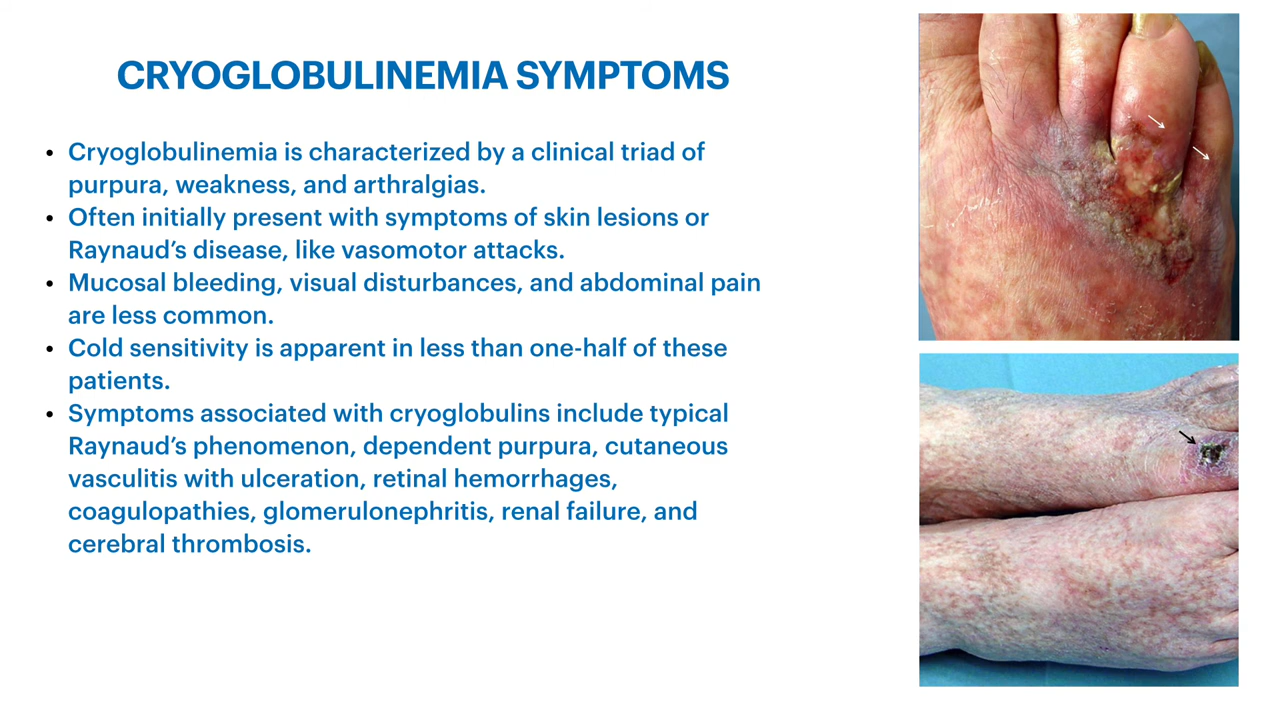 CRYOGLOBULINEMIA SYMPTOMS
• Cryoglobulinemia is characterized by a clinical triad of
purpura, weakness, and arthralgias.
• Often initially present with symptoms of skin lesions or
Raynaud’s disease, like vasomotor attacks.
• Mucosal bleeding, visual disturbances, and abdominal pain
are less common.
• Cold sensitivity is apparent in less than one-half of these
patients.
• Symptoms associated with cryoglobulins include typical
Raynaud’s phenomenon, dependent purpura, cutaneous
vasculitis with ulceration, retinal hemorrhages,
coagulopathies, glomerulonephritis, renal failure, and
cerebral thrombosis.